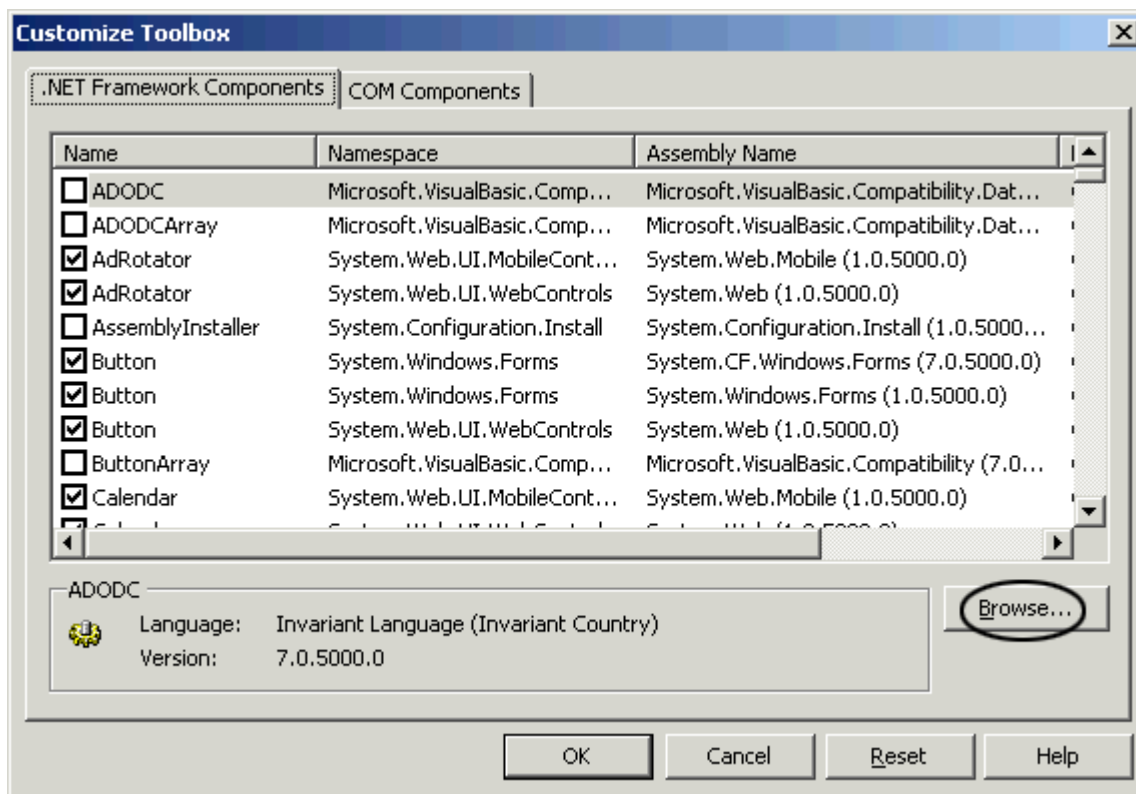 Customize Toolbox
.NET Framework Components COM Components
Name Namespace Assembly Name
ADODC Microsoft.VisualBasic.Comp... Microsoft.VisualBasic.Compatibility.Dat...
ADODCArray Microsoft.VisualBasic.Comp... Microsoft.VisualBasic.Compatibility.Dat...
AdRotator System.Web.UI.MobileCont... System.Web.Mobile (1.0.5000.0)
AdRotator System.Web.UI.WebControls System.Web (1.0.5000.0)
AssemblyInstaller System.Configuration.Install System.Configuration.Install (1.0.5000...
Button System.Windows.Forms System.CF.Windows.Forms (7.0.5000.0)
Button System.Windows.Forms System.Windows.Forms (1.0.5000.0)
Button System.Web.UI.WebControls System.Web (1.0.5000.0)
ButtonArray Microsoft.VisualBasic.Comp... Microsoft.VisualBasic.Compatibility (7.0...
Calendar System.Web.UI.MobileCont... System.Web.Mobile (1.0.5000.0)
ADODC
Browse...
Language: Invariant Language (Invariant Country)
Version: 7.0.5000.0
OK Cancel Reset Help